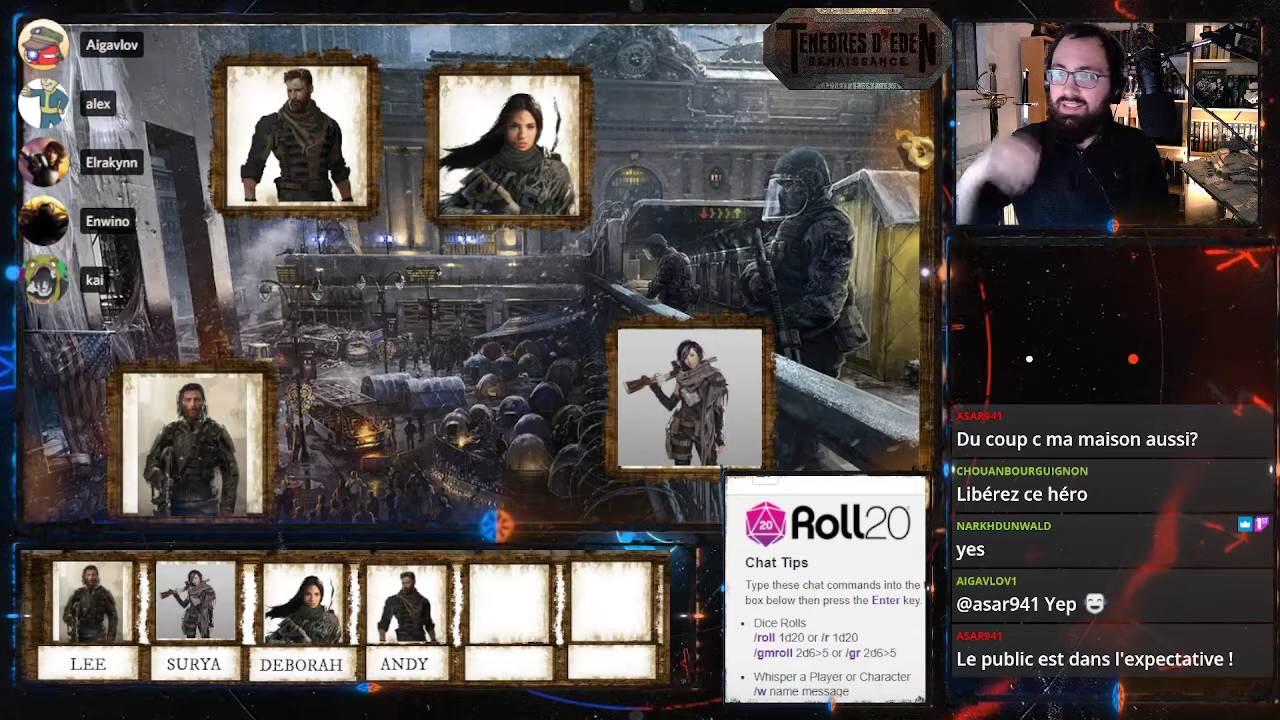 Aigavlov
alex
Elrakynn
Enwino
kai
TENEBRES D'EDEN
RENAISSANCE
ASAR941
Du coup c ma maison aussi?
CHOUANBOURGUIGNON
Libérez ce héro
NARKHDUNWALD
yes
AIGAVLOV1
@asar941 Yep
ASAR941
Le public est dans l'expectative !
20
Roll20
Chat Tips
Type these chat commands into the
box below then press the Enter key.
• Dice Rolls
/roll 1d20 or /r 1d20
/gmroll 2d6>5 or /gr 2d6>5
• Whisper a Player or Character
/w name message
LEE
SURYA
DEBORAH
ANDY